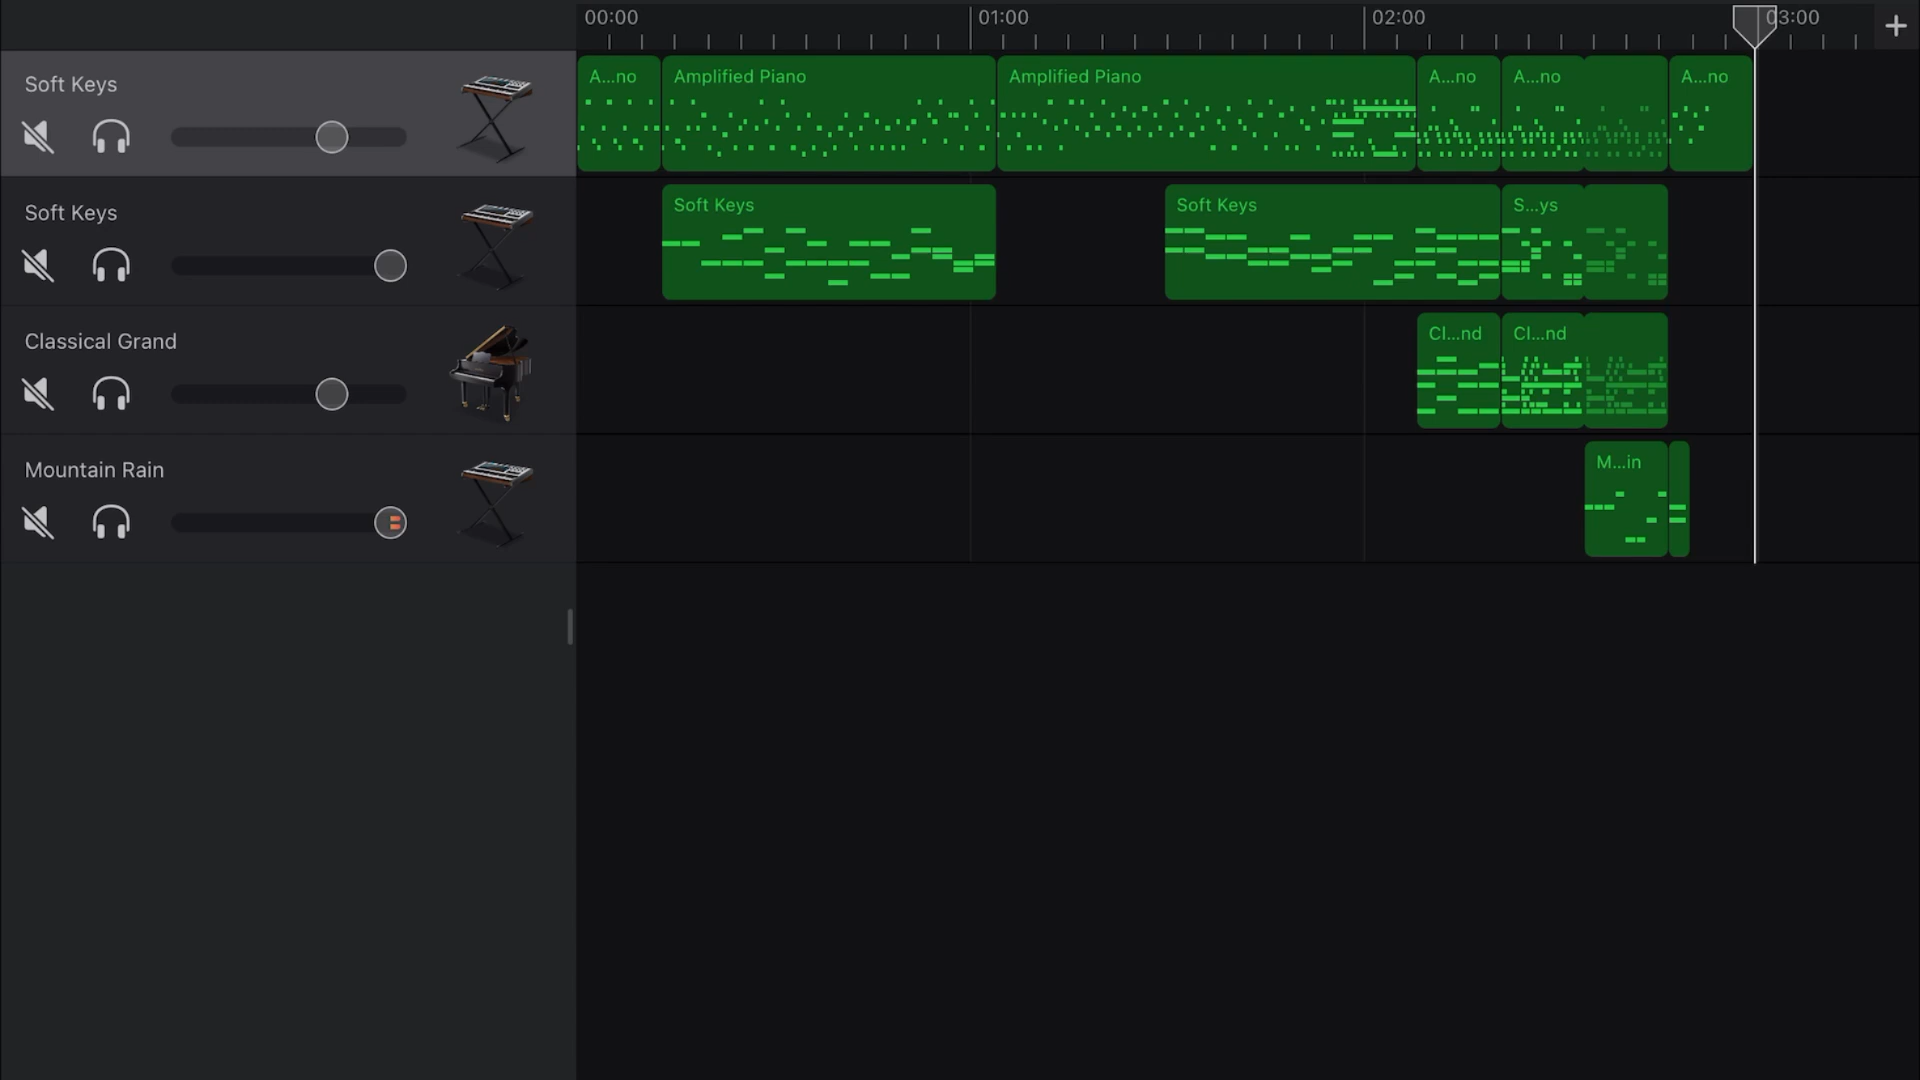 00:00 01:00 02:00 03:00
Soft Keys
A...no Amplified Piano Amplified Piano A...no A...no A...no
Soft Keys
Soft Keys Soft Keys S...ys
Classical Grand
Cl...nd Cl...nd
Mountain Rain
M...in